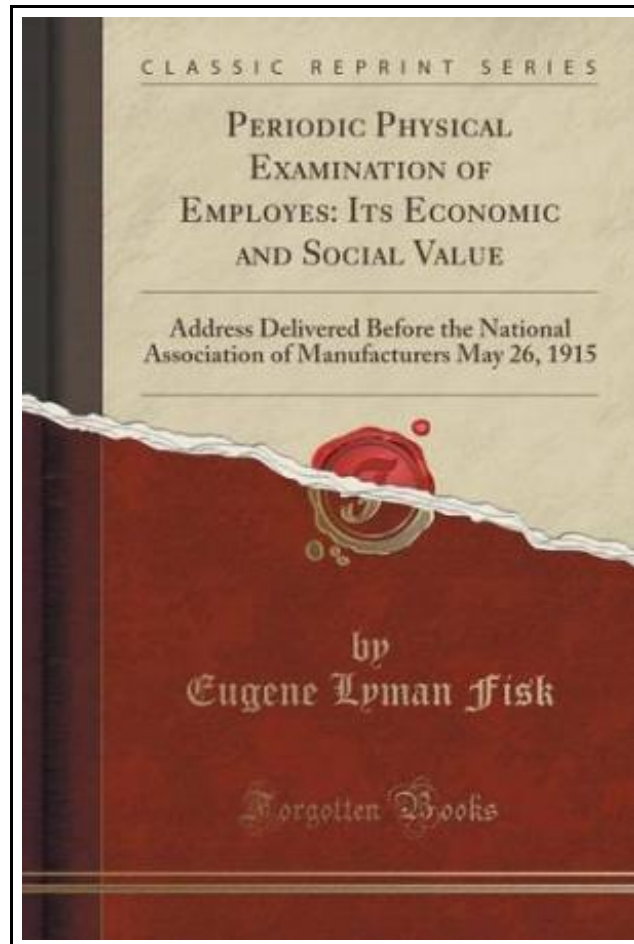 CLASSIC REPRINT SERIES
PERIODIC PHYSICAL
EXAMINATION OF
EMPLOYES: ITS ECONOMIC
AND SOCIAL VALUE
Address Delivered Before the National
Association of Manufacturers May 26, 1915
by
Eugene Lyman Fisk
Forgotten Books